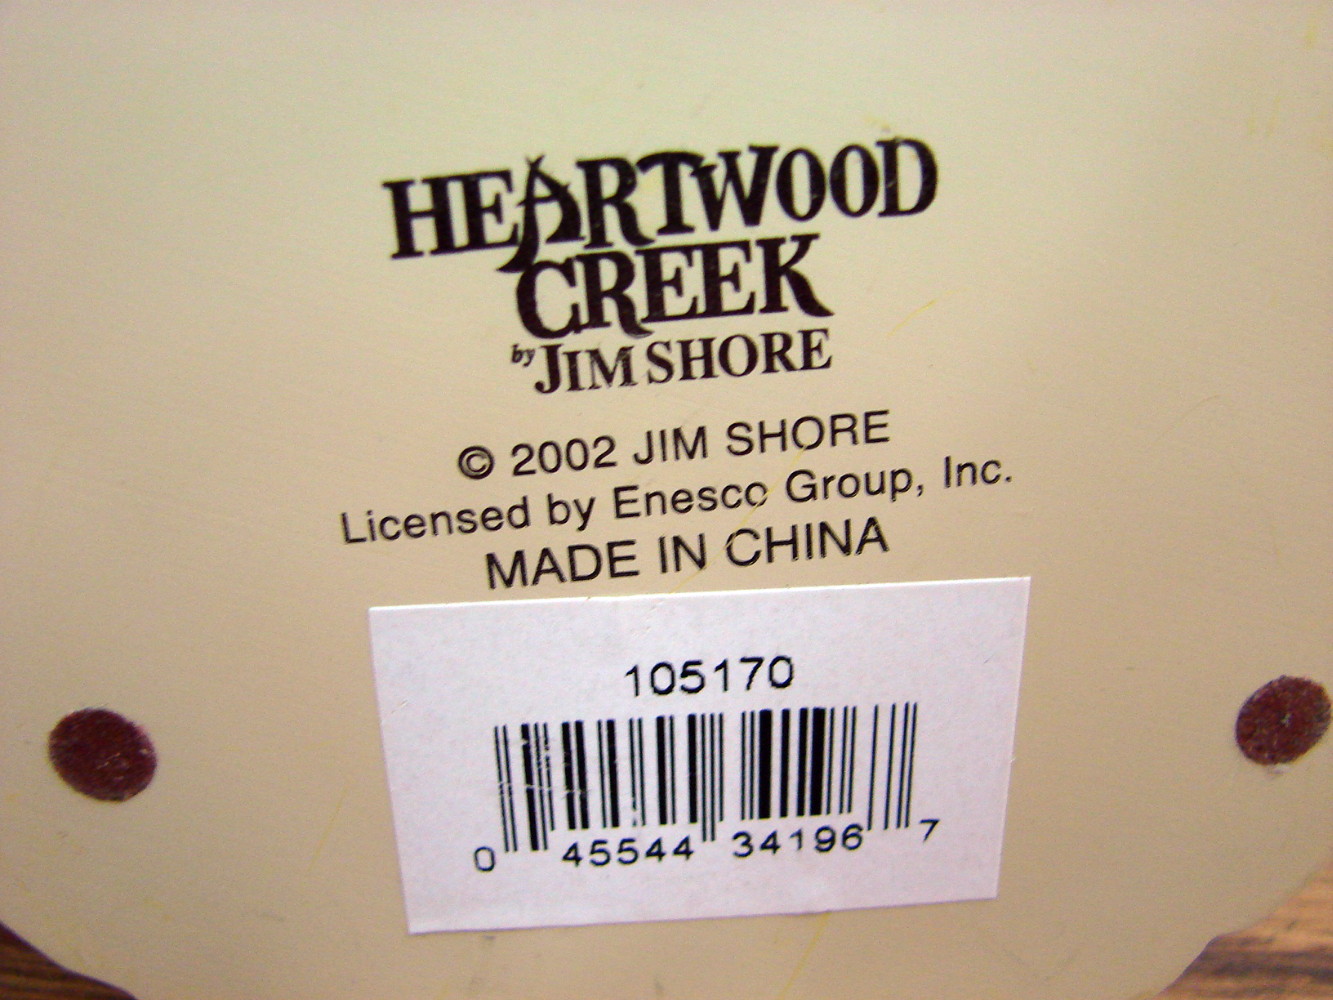 HEARTWOOD
CREEK
by JIM SHORE
© 2002 JIM SHORE
Licensed by Enesco Group, Inc.
MADE IN CHINA
105170
0 45544 34196 7